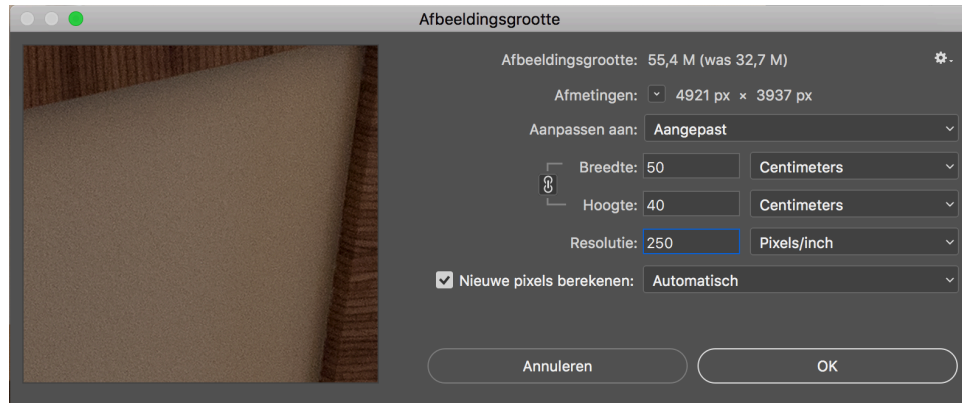 Afbeeldingsgrootte
Afbeeldingsgrootte: 55,4 M (was 32,7 M)
Afmetingen: 4921 px × 3937 px
Aanpassen aan: Aangepast
Breedte: 50 Centimeters
Hoogte: 40 Centimeters
Resolutie: 250 Pixels/inch
Nieuwe pixels berekenen: Automatisch
Annuleren OK